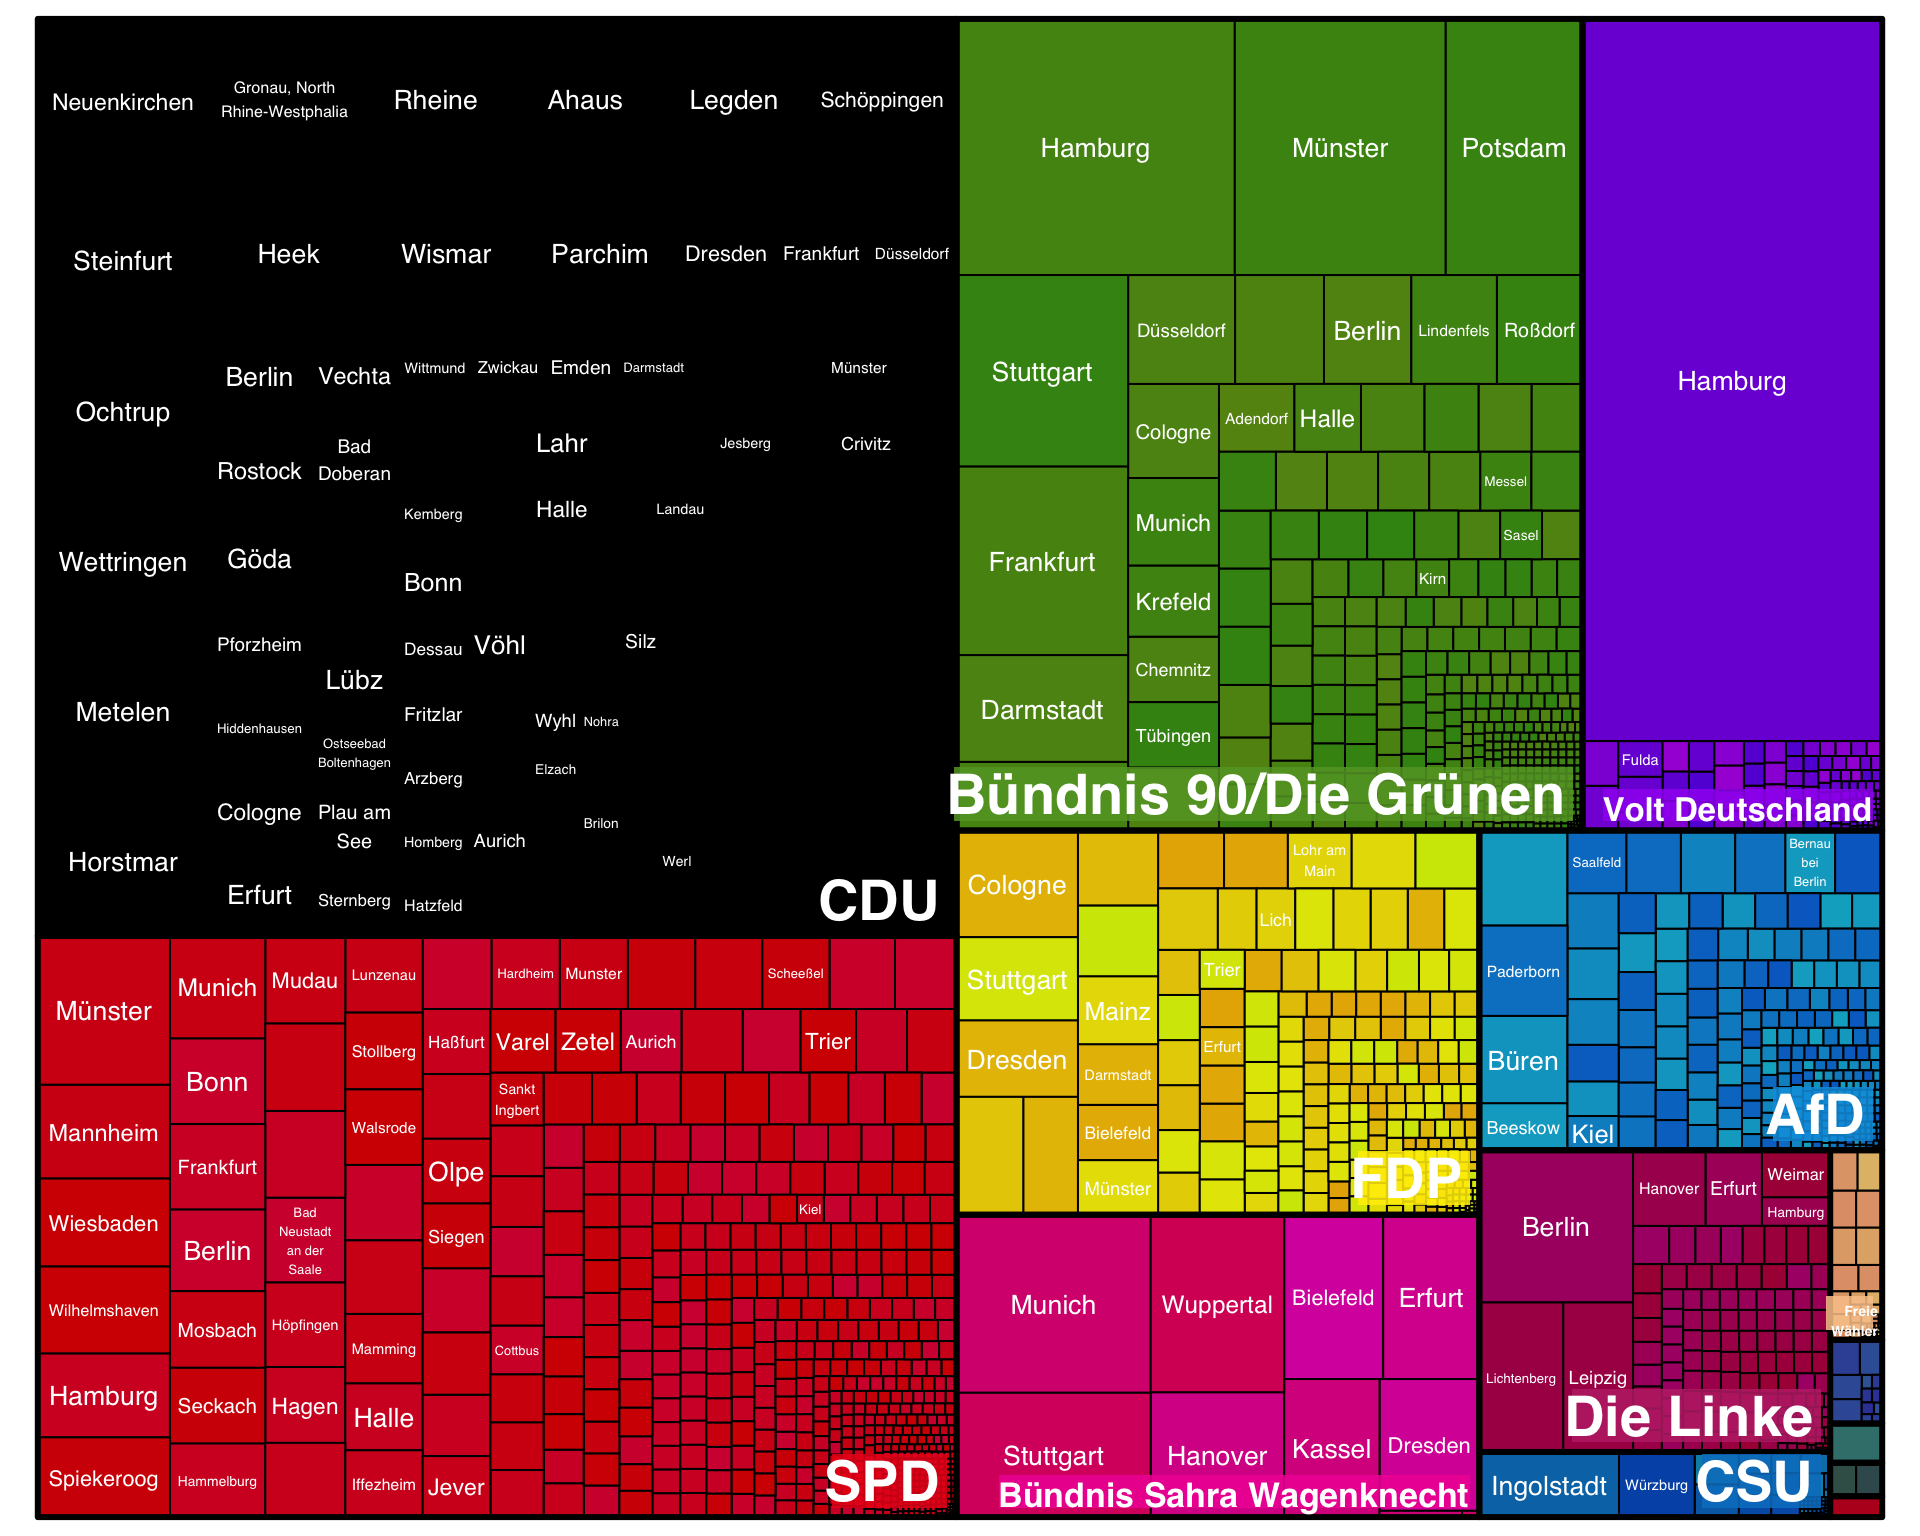 Neuenkirchen
Gronau, North
Rhine-Westphalia
Rheine
Ahaus
Legden
Schöppingen
Steinfurt
Heek
Wismar
Parchim
Dresden
Frankfurt
Düsseldorf
Ochtrup
Berlin
Vechta
Wittmund
Zwickau
Emden
Darmstadt
Münster
Rostock
Bad
Doberan
Lahr
Jesberg
Crivitz
Kemberg
Halle
Landau
Wettringen
Göda
Bonn
Pforzheim
Lübz
Dessau
Vöhl
Silz
Metelen
Hiddenhausen
Ostseebad
Boltenhagen
Fritzlar
Wyhl
Nohra
Arzberg
Elzach
Cologne
Plau am
See
Homberg
Aurich
Brilon
Horstmar
Erfurt
Sternberg
Hatzfeld
Werl
CDU
Hamburg
Münster
Potsdam
Stuttgart
Düsseldorf
Berlin
Lindenfels
Roßdorf
Cologne
Adendorf
Halle
Messel
Munich
Sasel
Frankfurt
Krefeld
Kirn
Chemnitz
Darmstadt
Tübingen
Bündnis 90/Die Grünen
Hamburg
Fulda
Volt Deutschland
Münster
Munich
Mudau
Lunzenau
Hardheim
Munster
Scheeßel
Stollberg
Haßfurt
Varel
Zetel
Aurich
Trier
Bonn
Mannheim
Walsrode
Sankt
Ingbert
Frankfurt
Olpe
Wiesbaden
Berlin
Bad
Neustadt
an der
Saale
Siegen
Kiel
Wilhelmshaven
Mosbach
Höpfingen
Mamming
Cottbus
Hamburg
Seckach
Hagen
Halle
Spiekeroog
Hammelburg
Iffezheim
Jever
SPD
Cologne
Lohr am
Main
Lich
Stuttgart
Mainz
Trier
Dresden
Darmstadt
Erfurt
Bielefeld
Münster
FDP
Saalfeld
Bernau
bei
Berlin
Paderborn
Büren
Beeskow
Kiel
AfD
Munich
Wuppertal
Bielefeld
Erfurt
Stuttgart
Hanover
Kassel
Dresden
Bündnis Sahra Wagenknecht
Berlin
Hanover
Erfurt
Weimar
Hamburg
Lichtenberg
Leipzig
Die Linke
Freie
Wähler
Ingolstadt
Würzburg
CSU